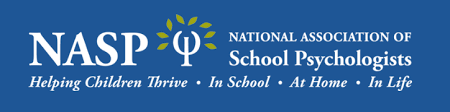 NASP
NATIONAL ASSOCIATION OF
School Psychologists
Helping Children Thrive • In School • At Home • In Life